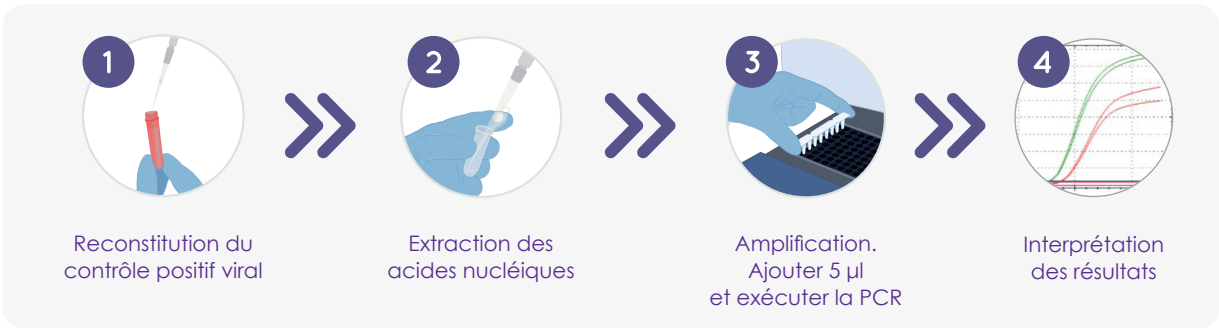 1
Reconstitution du
contrôle positif viral
2
Extraction des
acides nucléiques
3
Amplification.
Ajouter 5 µl
et exécuter la PCR
4
Interprétation
des résultats